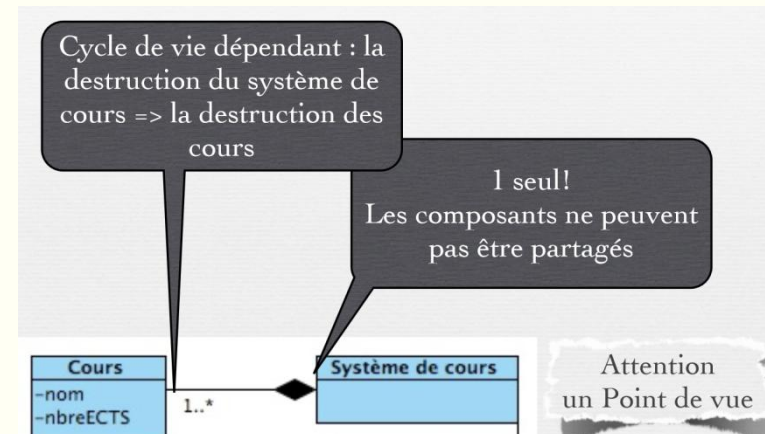 Cycle de vie dépendant : la
destruction du système de
cours => la destruction des
cours
1 seul!
Les composants ne peuvent
pas être partagés
Cours
-nom
-nbreECTS
1..*
Système de cours
Attention
un Point de vue